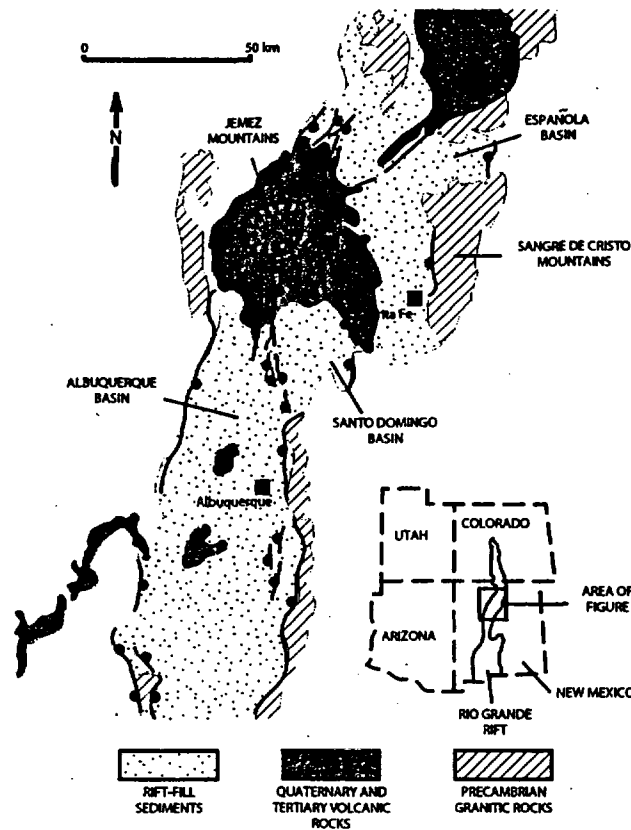 0
50 km
N
JEMEZ
MOUNTAINS
ESPAÑOLA
BASIN
SANGRE DE CRISTO
MOUNTAINS
ta Fe
ALBUQUERQUE
BASIN
SANTO DOMINGO
BASIN
Albuquerque
UTAH
COLORADO
AREA OF
FIGURE
ARIZONA
NEW MEXICO
RIO GRANDE
RIFT
RIFT-FILL
SEDIMENTS
QUATERNARY AND
TERTIARY VOLCANIC
ROCKS
PRECAMBRIAN
GRANITIC ROCKS